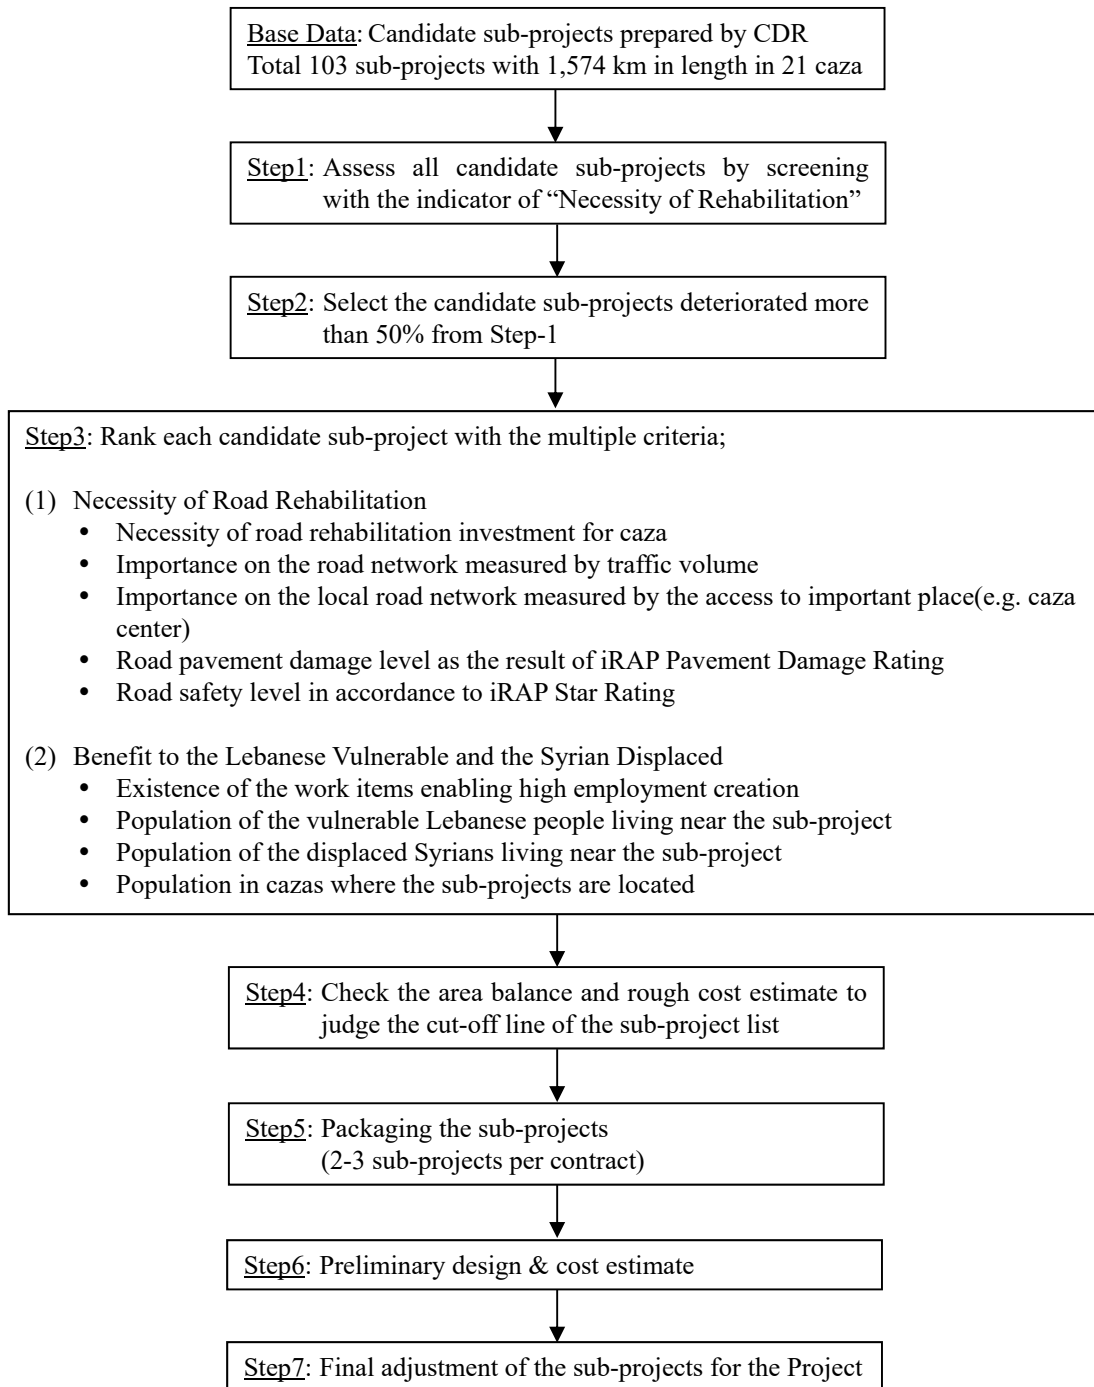 Base Data: Candidate sub-projects prepared by CDR
Total 103 sub-projects with 1,574 km in length in 21 caza
Step1: Assess all candidate sub-projects by screening
with the indicator of “Necessity of Rehabilitation”
Step2: Select the candidate sub-projects deteriorated more
than 50% from Step-1
Step3: Rank each candidate sub-project with the multiple criteria;
(1) Necessity of Road Rehabilitation
• Necessity of road rehabilitation investment for caza
• Importance on the road network measured by traffic volume
• Importance on the local road network measured by the access to important place(e.g. caza
center)
• Road pavement damage level as the result of iRAP Pavement Damage Rating
• Road safety level in accordance to iRAP Star Rating
(2) Benefit to the Lebanese Vulnerable and the Syrian Displaced
• Existence of the work items enabling high employment creation
• Population of the vulnerable Lebanese people living near the sub-project
• Population of the displaced Syrians living near the sub-project
• Population in cazas where the sub-projects are located
Step4: Check the area balance and rough cost estimate to
judge the cut-off line of the sub-project list
Step5: Packaging the sub-projects
(2-3 sub-projects per contract)
Step6: Preliminary design & cost estimate
Step7: Final adjustment of the sub-projects for the Project